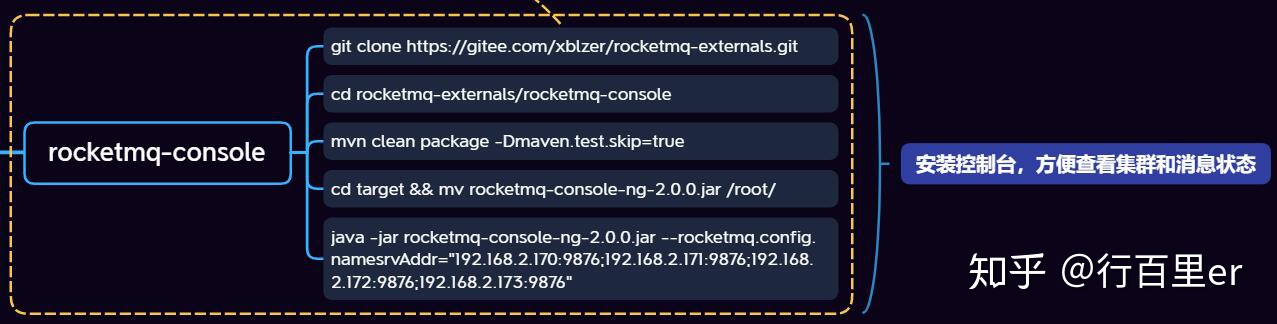 rocketmq-console
git clone https://gitee.com/xblzer/rocketmq-externals.git
cd rocketmq-externals/rocketmq-console
mvn clean package -Dmaven.test.skip=true
cd target && mv rocketmq-console-ng-2.0.0.jar /root/
java -jar rocketmq-console-ng-2.0.0.jar --rocketmq.config.
namesrvAddr="192.168.2.170:9876;192.168.2.171:9876;192.168.
2.172:9876;192.168.2.173:9876"
安装控制台，方便查看集群和消息状态
知乎 @行百里er